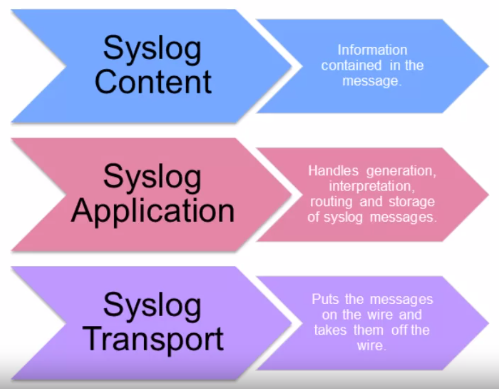 Syslog
Content
Information
contained in the
message.
Syslog
Application
Handles generation,
interpretation,
routing and storage
of syslog messages.
Syslog
Transport
Puts the messages
on the wire and
takes them off the
wire.